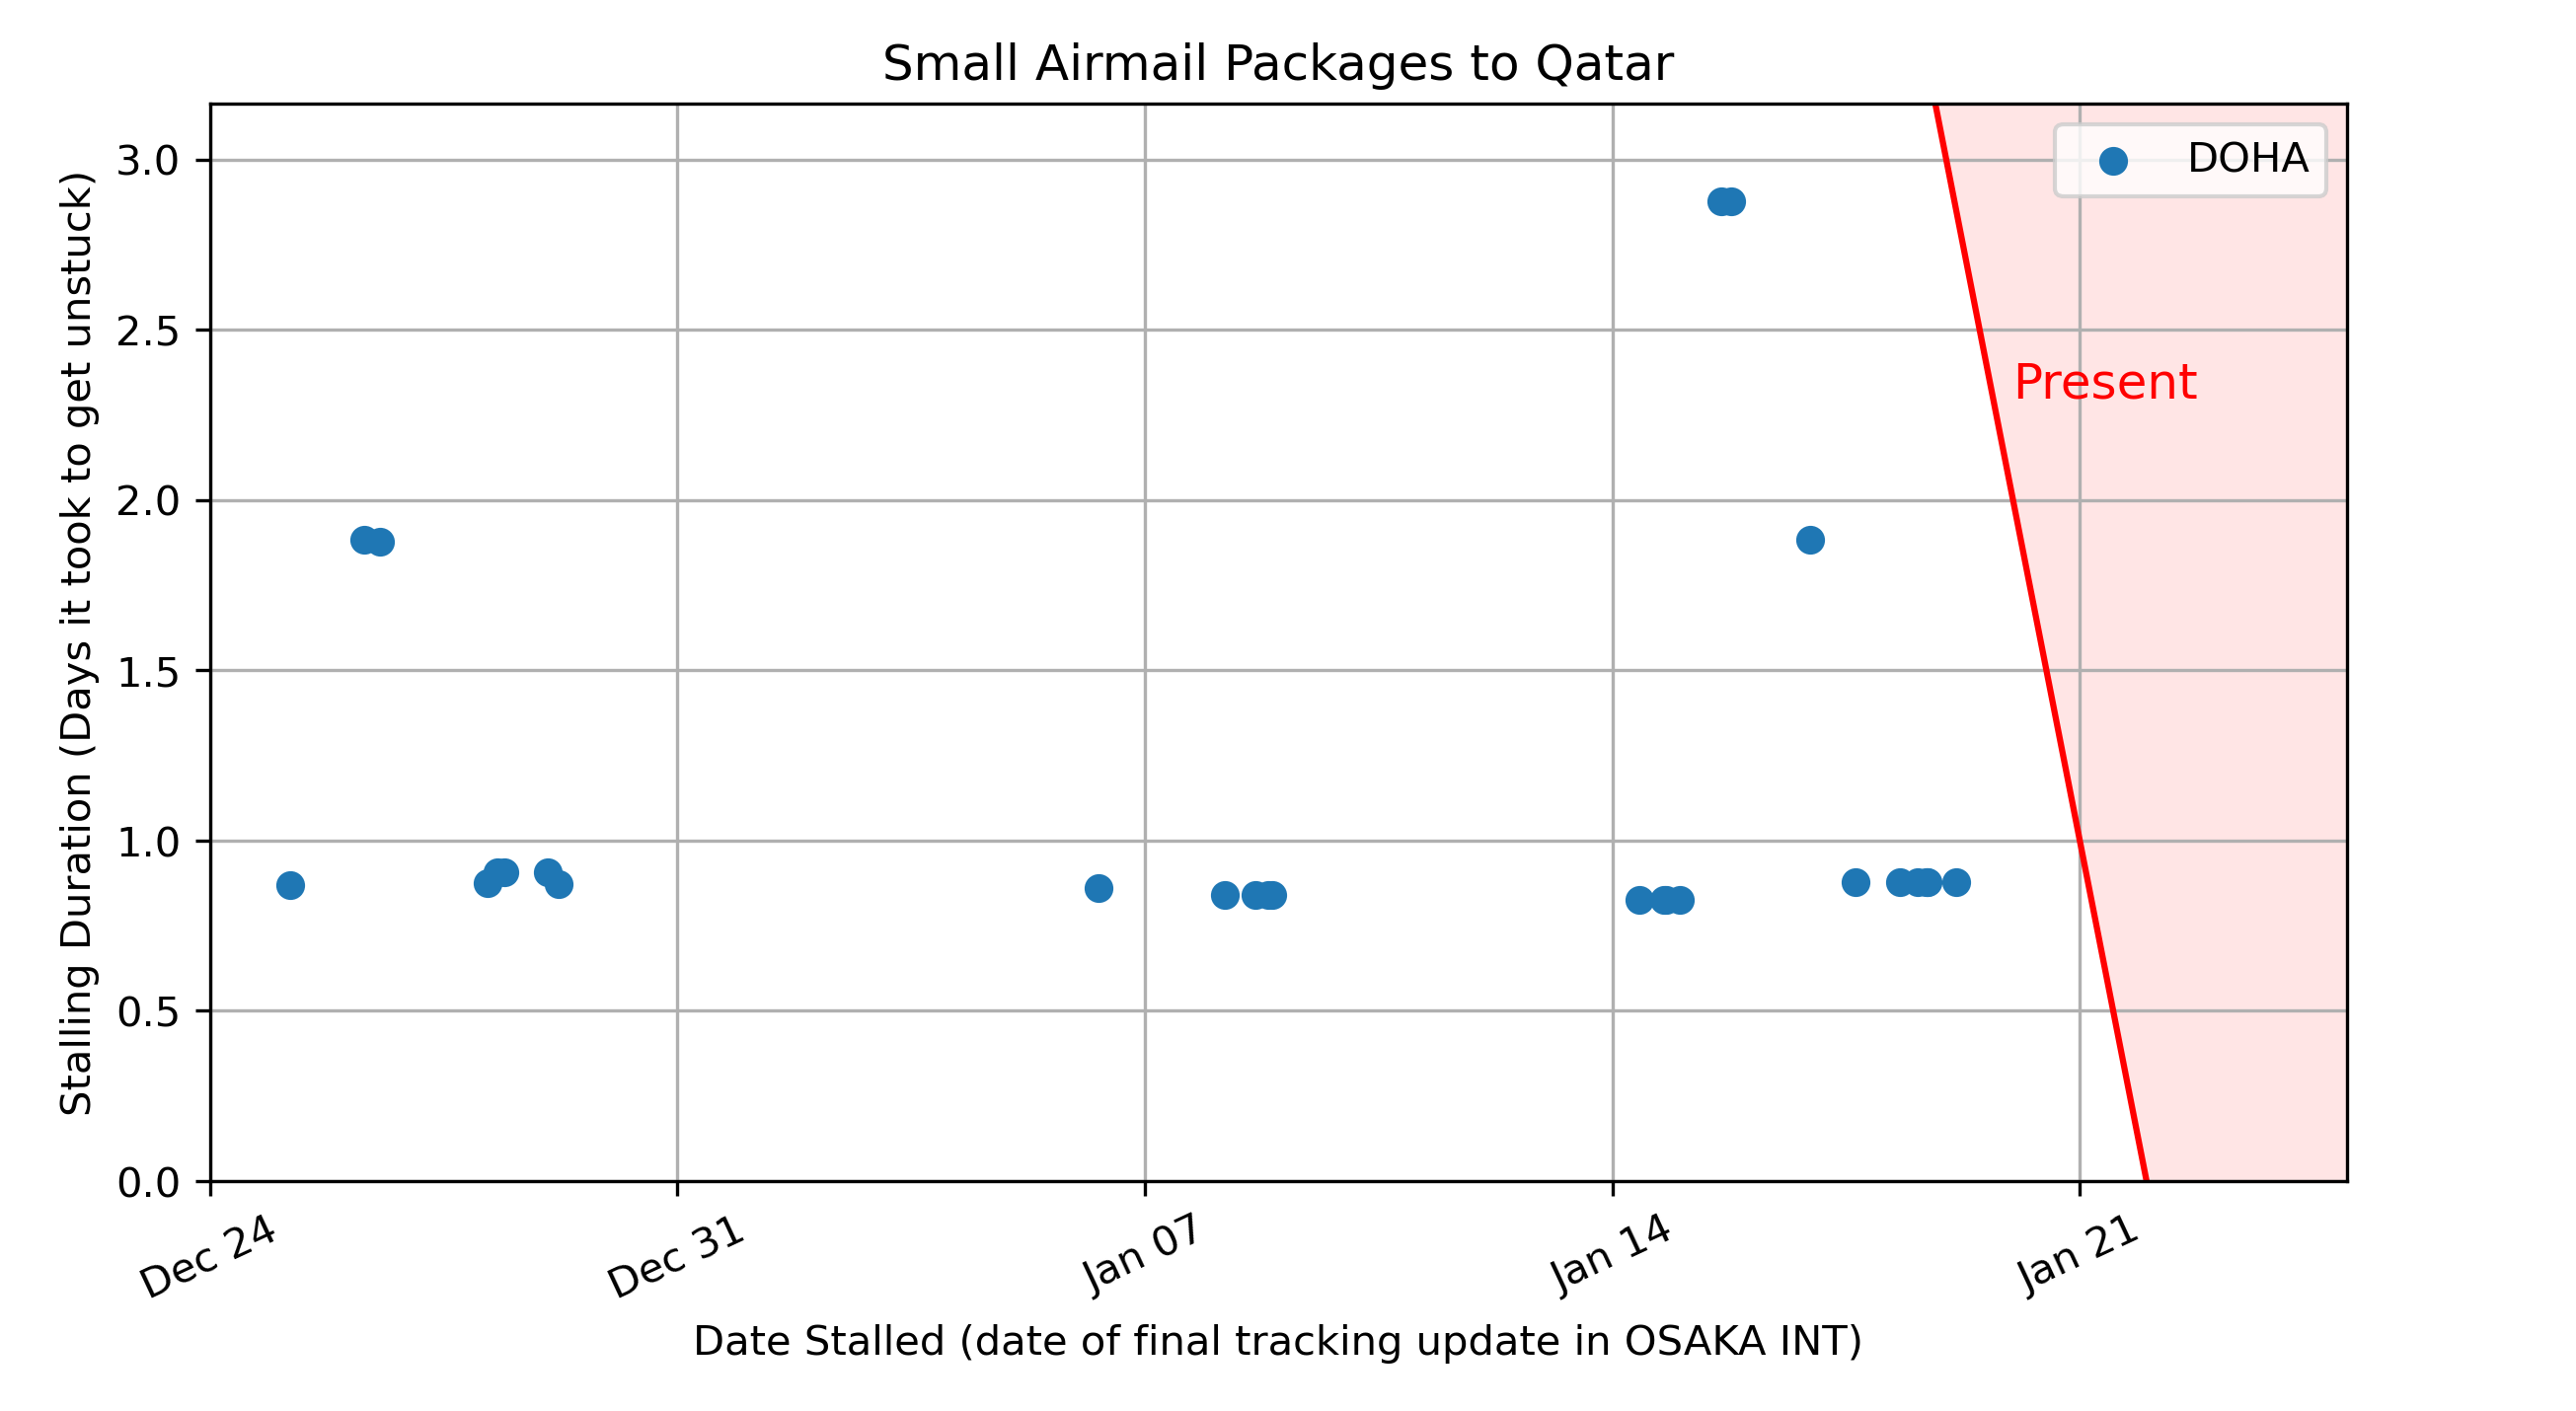 Small Airmail Packages to Qatar
DOHA
Present
Stalling Duration (Days it took to get unstuck)
3.0
2.5
2.0
1.5
1.0
0.5
0.0
Dec 24
Dec 31
Jan 07
Jan 14
Jan 21
Date Stalled (date of final tracking update in OSAKA INT)